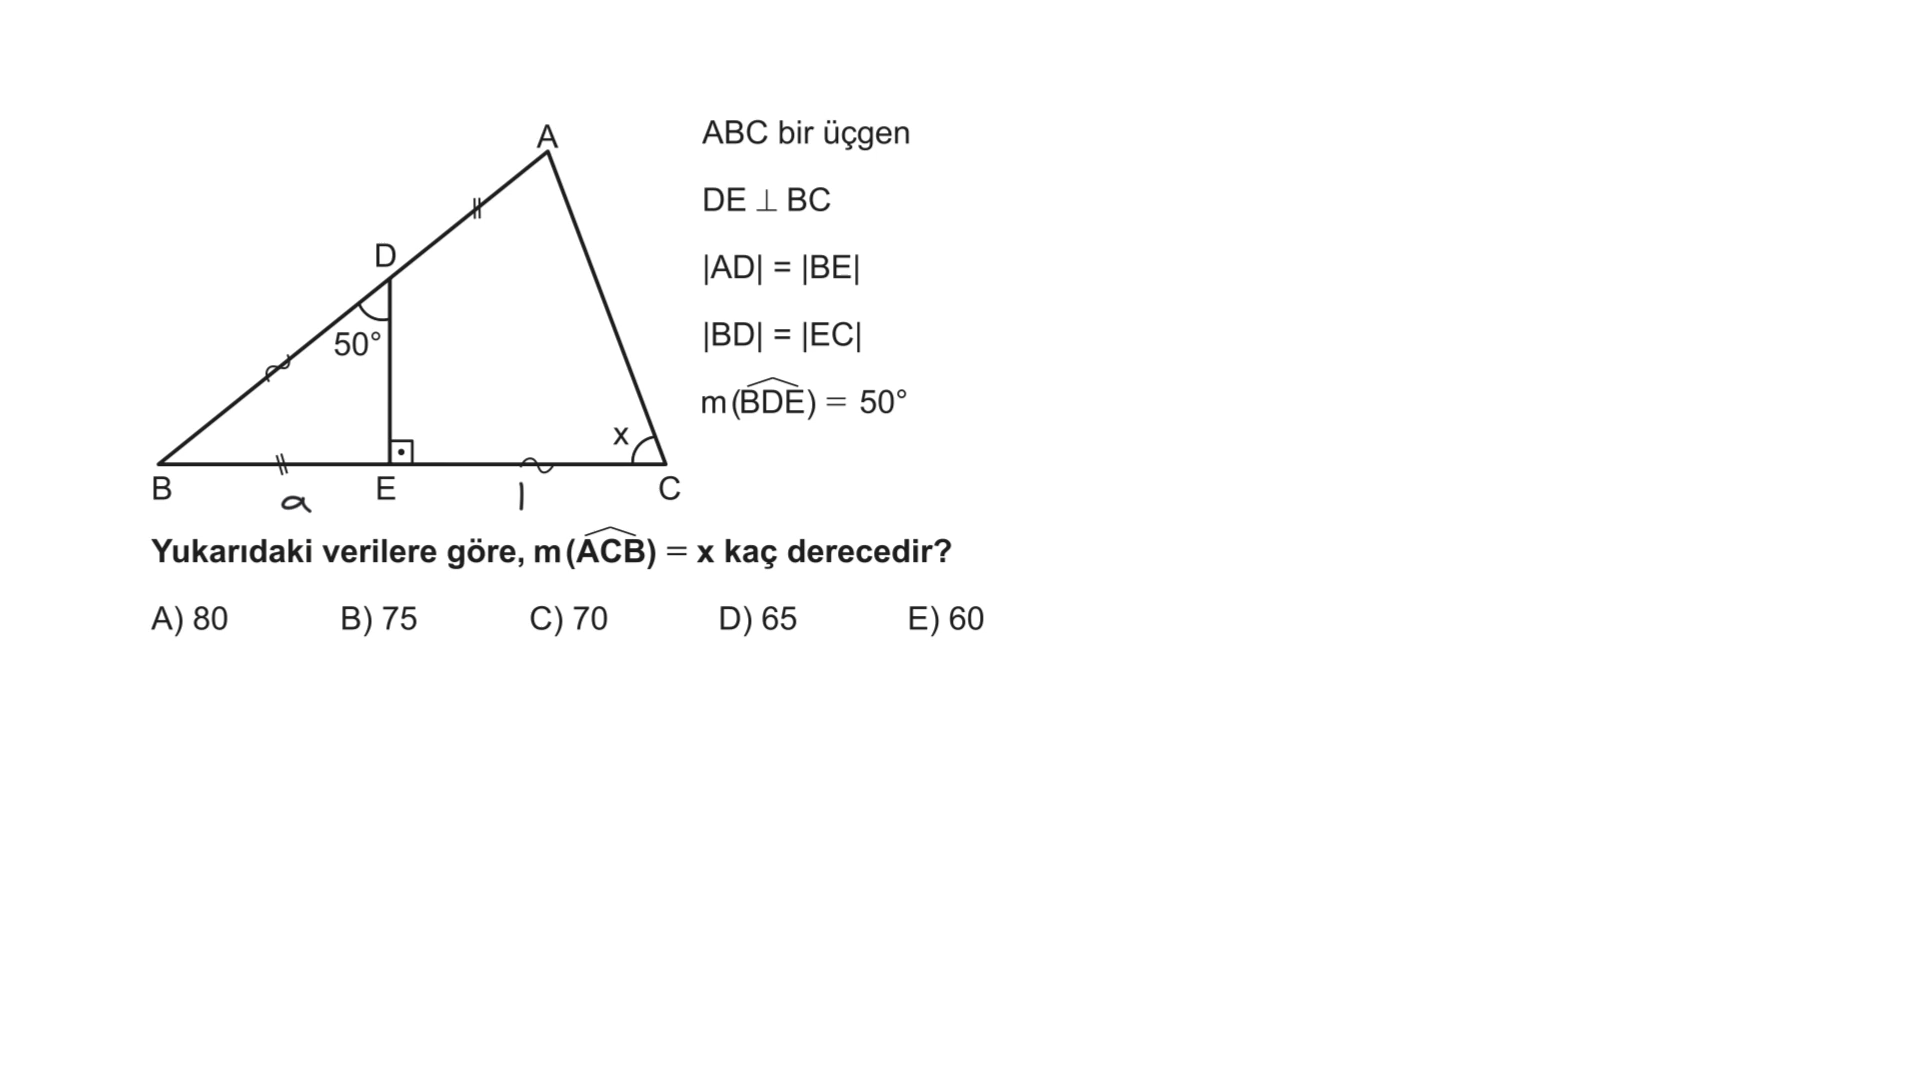 A
D
50°
x
B
E
C
a
1
ABC bir üçgen
DE ⊥ BC
|AD| = |BE|
|BD| = |EC|
m(BDE) = 50°
Yukarıdaki verilere göre, m(ACB) = x kaç derecedir?
A) 80 B) 75 C) 70 D) 65 E) 60